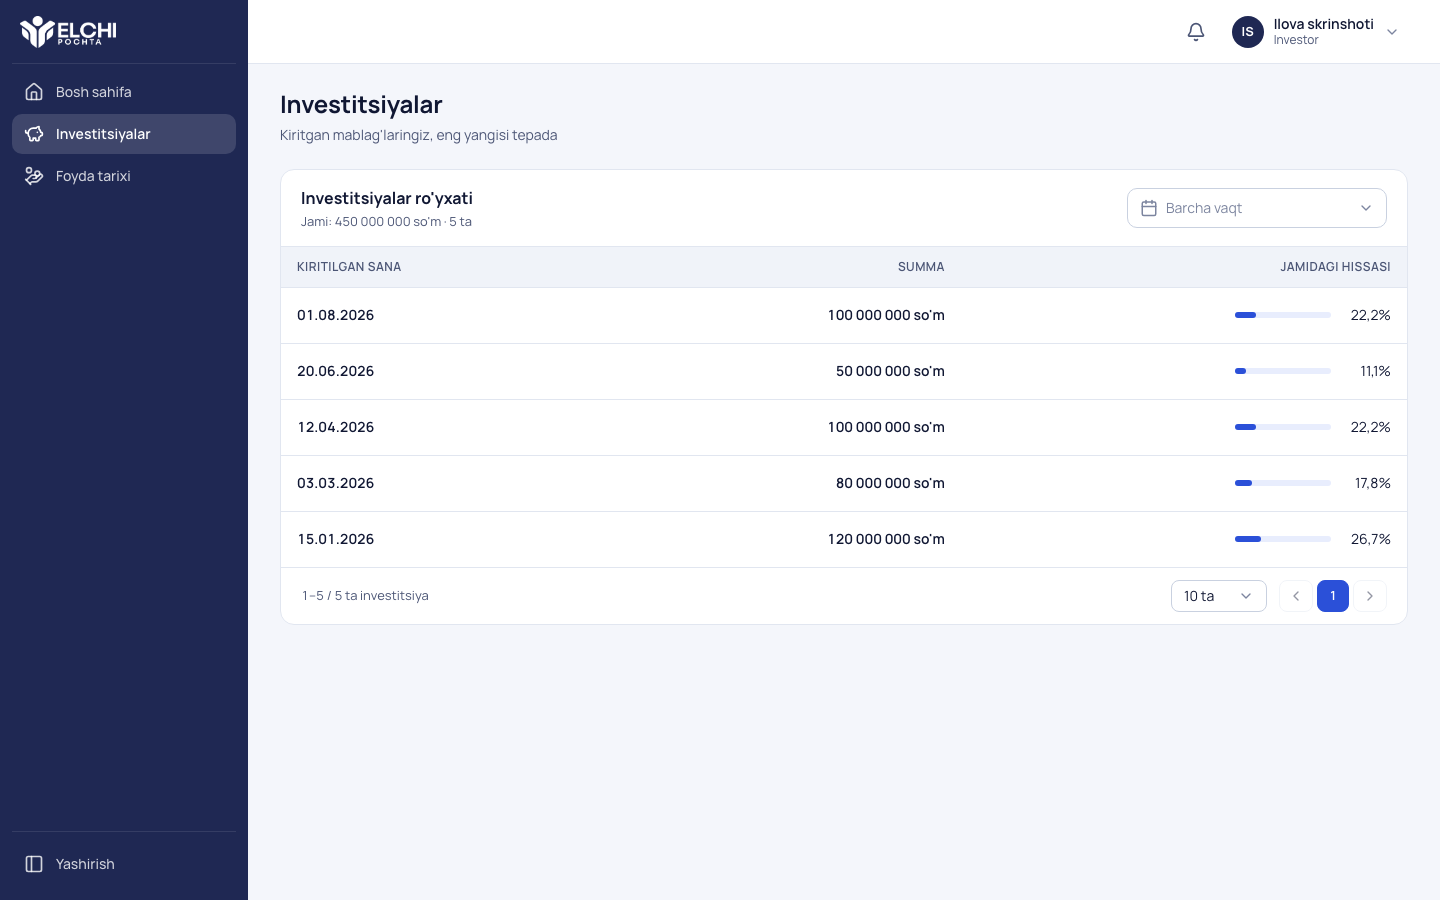 ELCHI
POCHTA
IS
Ilova skrinshoti
Investor
Bosh sahifa
Investitsiyalar
Foyda tarixi
Yashirish
Investitsiyalar
Kiritgan mablag'laringiz, eng yangisi tepada
Investitsiyalar ro'yxati
Jami: 450 000 000 so'm · 5 ta
Barcha vaqt
KIRITILGAN SANA SUMMA JAMIDAGI HISSASI
01.08.2026 100 000 000 so'm 22,2%
20.06.2026 50 000 000 so'm 11,1%
12.04.2026 100 000 000 so'm 22,2%
03.03.2026 80 000 000 so'm 17,8%
15.01.2026 120 000 000 so'm 26,7%
1–5 / 5 ta investitsiya 10 ta 1